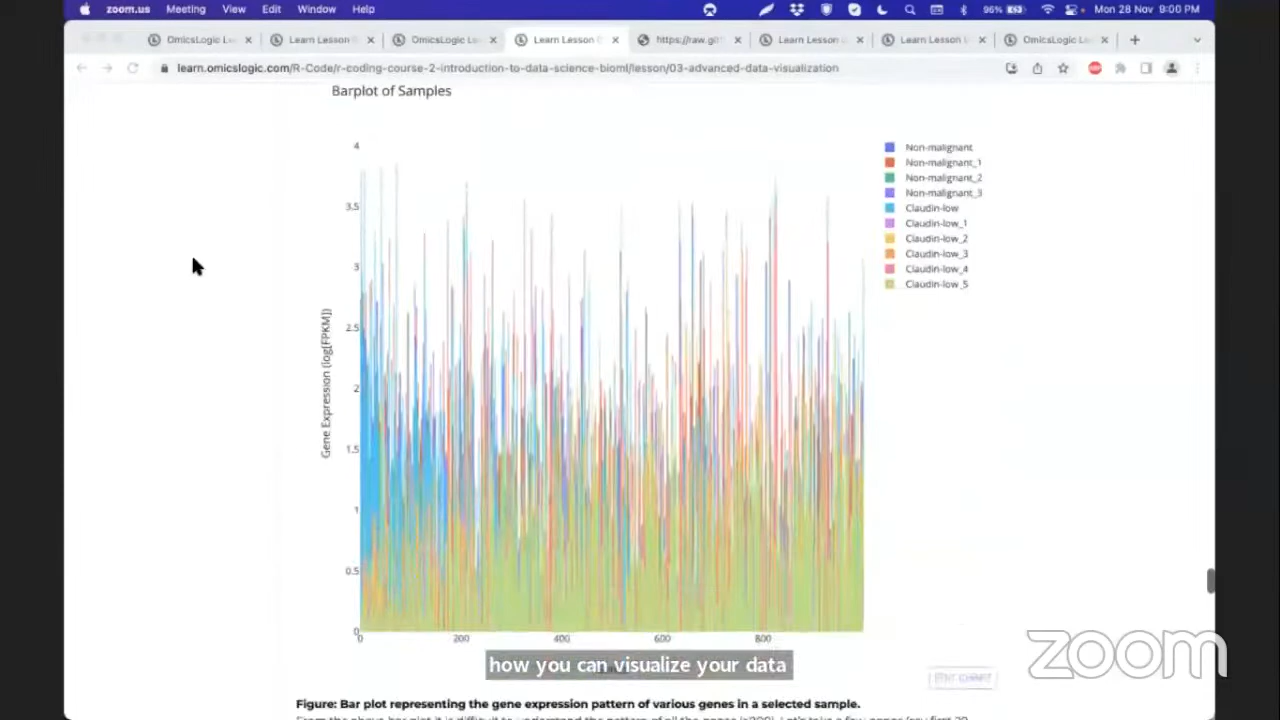 zoom.us Meeting View Edit Window Help 96% Mon 28 Nov 9:00 PM
OmicsLogic Le Learn Lesson OmicsLogic Le Learn Lesson https://raw.git Learn Lesson Learn Lesson OmicsLogic Le
learn.omicslogic.com/R-Code/r-coding-course-2-introduction-to-data-science-bioml/lesson/03-advanced-data-visualization
Barplot of Samples
Gene Expression (log[FPKM])
4
3.5
3
2.5
2
1.5
1
0.5
0
0 200 400 600 800
Non-malignant
Non-malignant_1
Non-malignant_2
Non-malignant_3
Claudin-low
Claudin-low_1
Claudin-low_2
Claudin-low_3
Claudin-low_4
Claudin-low_5
how you can visualize your data
zoom
Figure: Bar plot representing the gene expression pattern of various genes in a selected sample.